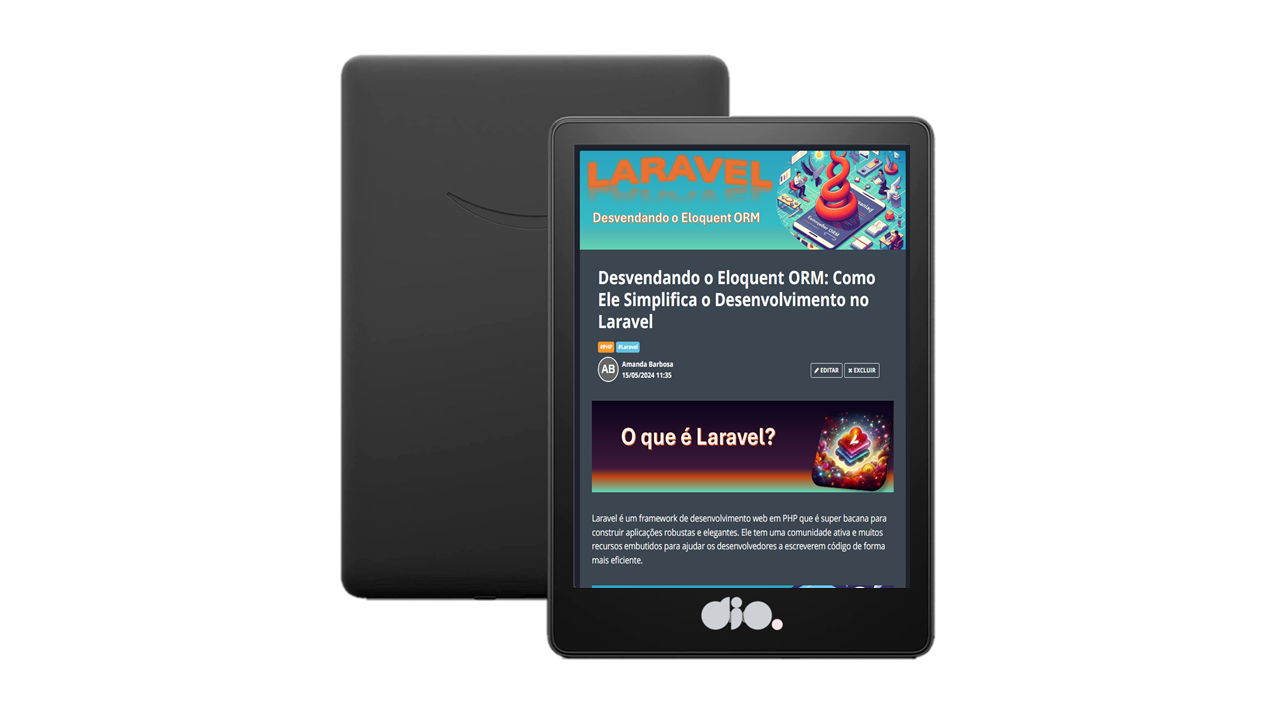 LARAVEL
Desvendando o Eloquent ORM
Desvendando o Eloquent ORM: Como
Ele Simplifica o Desenvolvimento no
Laravel
#PHP #Laravel
AB
Amanda Barbosa
15/05/2024 11:35
EDITAR
EXCLUIR
O que é Laravel?
Laravel é um framework de desenvolvimento web em PHP que é super bacana para
construir aplicações robustas e elegantes. Ele tem uma comunidade ativa e muitos
recursos embutidos para ajudar os desenvolvedores a escreverem código de forma
mais eficiente.
dio.